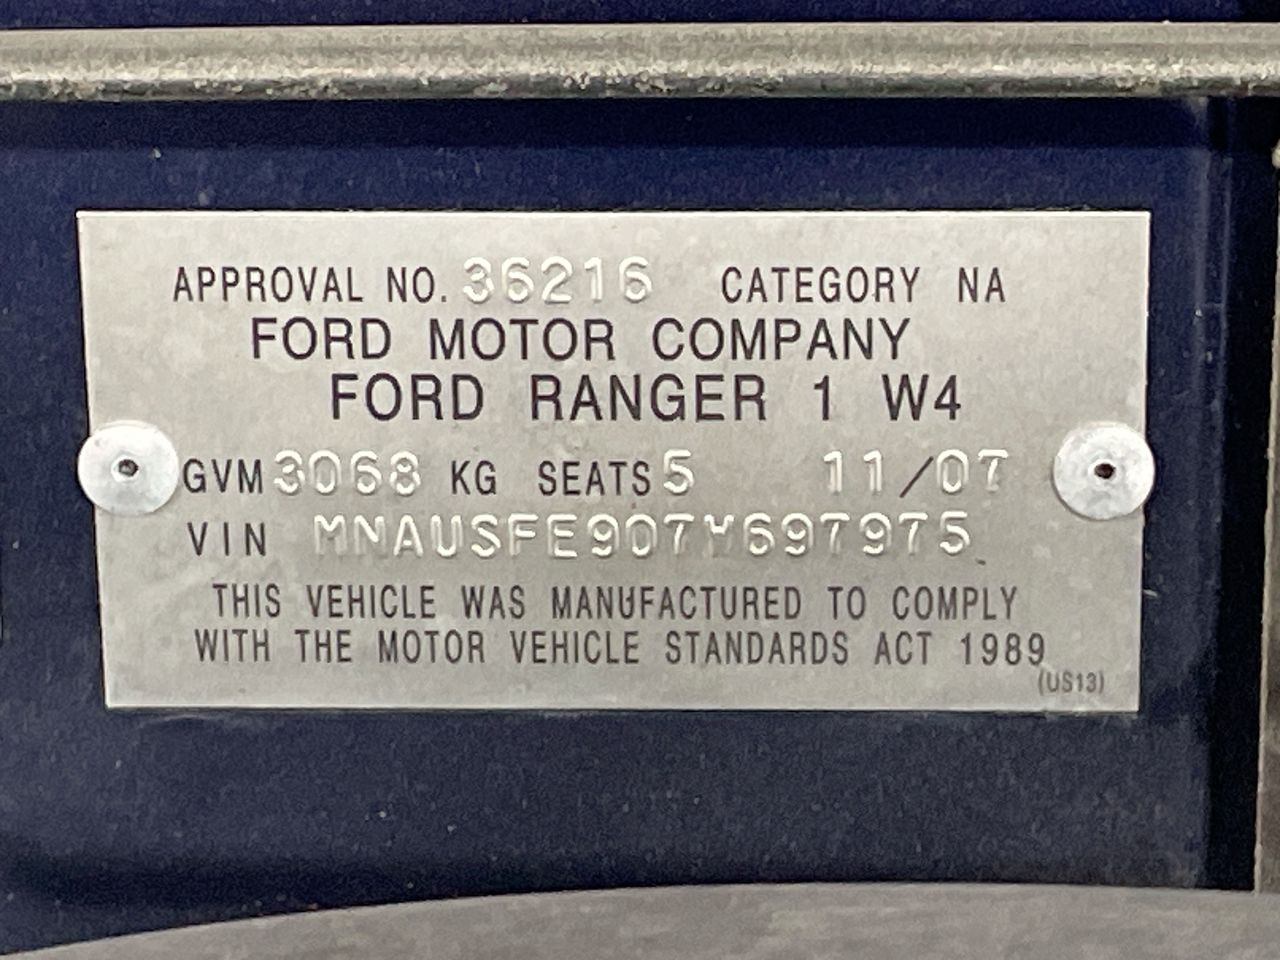 APPROVAL NO. 36216 CATEGORY NA
FORD MOTOR COMPANY
FORD RANGER 1 W4
GVM 3068 KG SEATS 5 11/07
VIN MNAUSFE907W697975
THIS VEHICLE WAS MANUFACTURED TO COMPLY
WITH THE MOTOR VEHICLE STANDARDS ACT 1989
(US13)